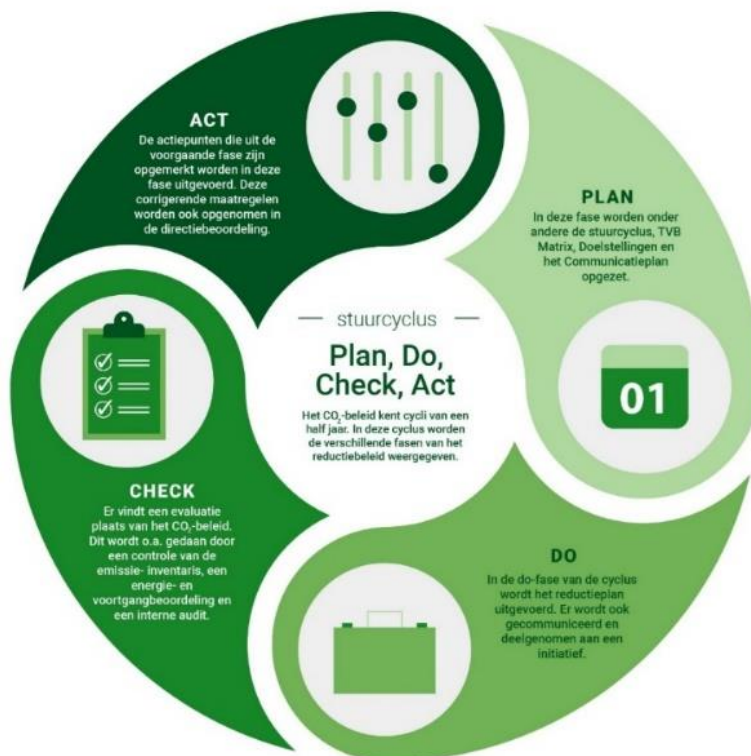 stuurcyclus
Plan, Do,
Check, Act
Het CO₂-beleid kent cycli van een
half jaar. In deze cyclus worden
de verschillende fasen van het
reductiebeleid weergegeven.
PLAN
In deze fase worden onder
andere de stuurcyclus, TVB
Matrix, Doelstellingen en
het Communicatieplan
opgezet.
01
DO
In de do-fase van de cyclus
wordt het reductieplan
uitgevoerd. Er wordt ook
gecommuniceerd en
deelgenomen aan een
initiatief.
CHECK
Er vindt een evaluatie
plaats van het CO₂-beleid.
Dit wordt o.a. gedaan door
een controle van de
emissie- inventaris, een
energie- en
voortgangbeoordeling en
een interne audit.
ACT
De actiepunten die uit de
voorgaande fase zijn
opgemerkt worden in deze
fase uitgevoerd. Deze
corrigerende maatregelen
worden ook opgenomen in
de directiebeoordeling.